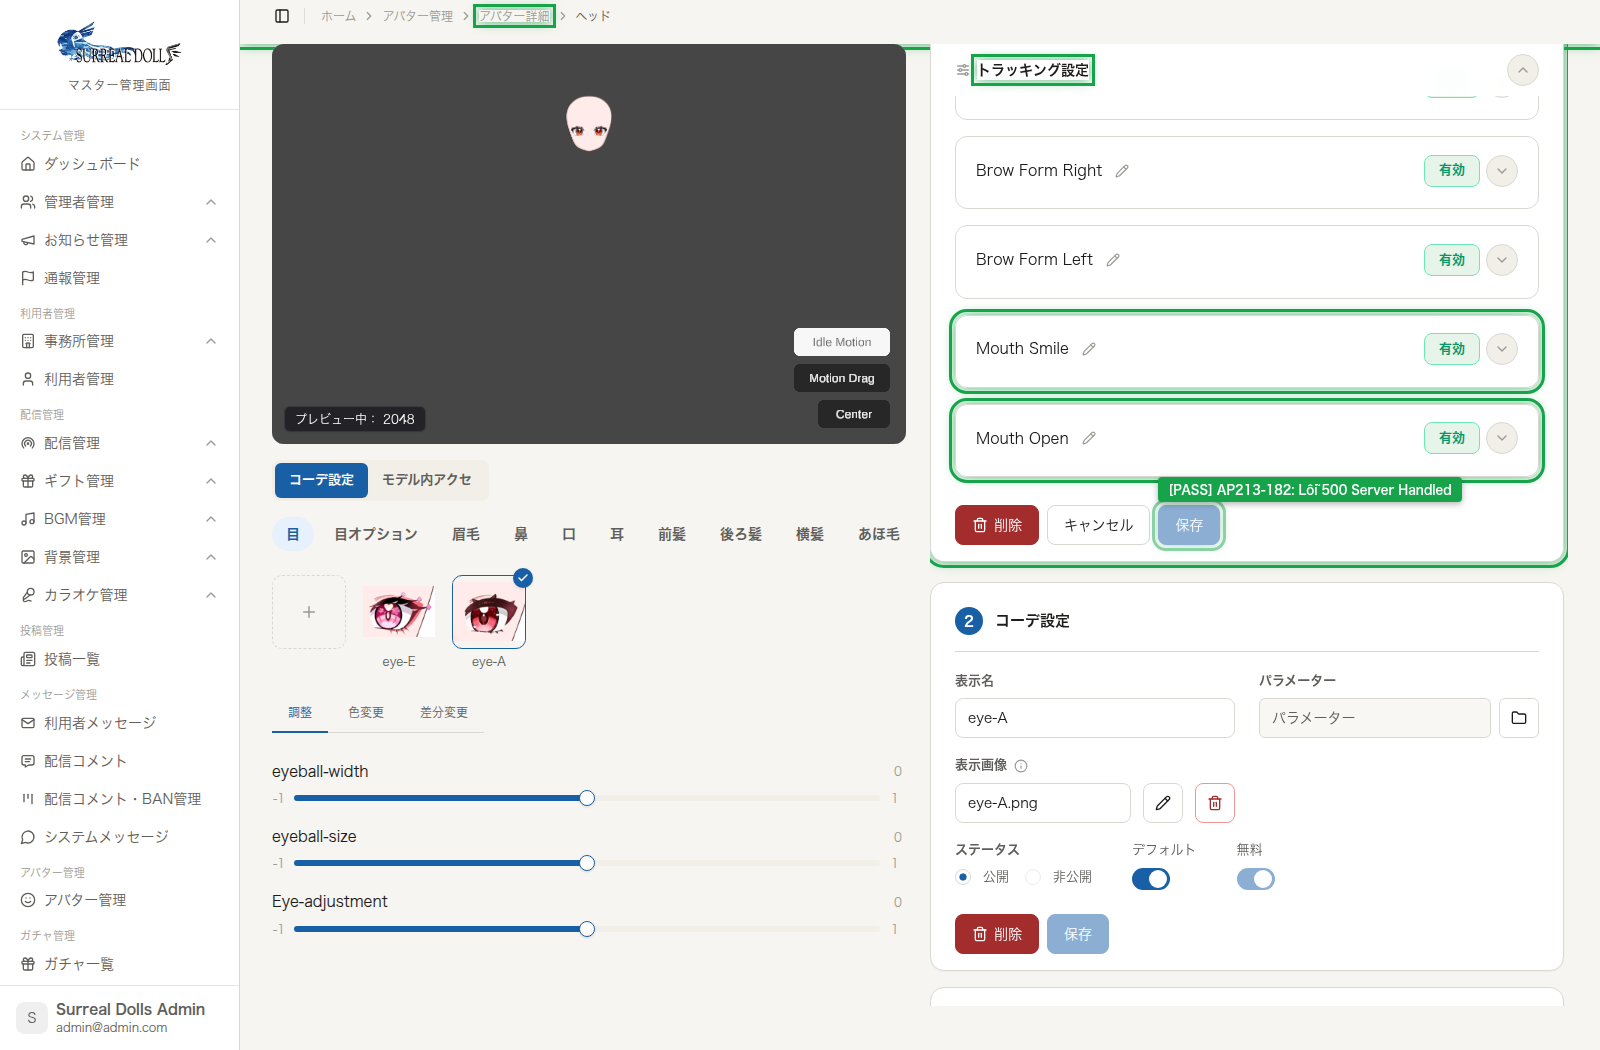 SURREAL DOLL
マスター管理画面
システム管理
ダッシュボード
管理者管理
お知らせ管理
通報管理
利用者管理
事務所管理
利用者管理
配信管理
配信管理
ギフト管理
BGM管理
背景管理
カラオケ管理
投稿管理
投稿一覧
メッセージ管理
利用者メッセージ
配信コメント
配信コメント・BAN管理
システムメッセージ
アバター管理
アバター管理
ガチャ管理
ガチャ一覧
S
Surreal Dolls Admin
admin@admin.com
ホーム > アバター管理 > アバター詳細 > ヘッド
Idle Motion
Motion Drag
Center
プレビュー中： 2048
コーデ設定 モデル内アクセ
目 目オプション 眉毛 鼻 口 耳 前髪 後ろ髪 横髪 あほ毛
eye-E eye-A
調整 色変更 差分変更
eyeball-width 0
-1 1
eyeball-size 0
-1 1
Eye-adjustment 0
-1 1
トラッキング設定
Brow Form Right 有効
Brow Form Left 有効
Mouth Smile 有効
Mouth Open 有効
[PASS] AP213-182: Lỗi 500 Server Handled
削除 キャンセル 保存
2 コーデ設定
表示名 パラメーター
eye-A パラメーター
表示画像
eye-A.png
ステータス デフォルト 無料
公開 非公開
削除 保存